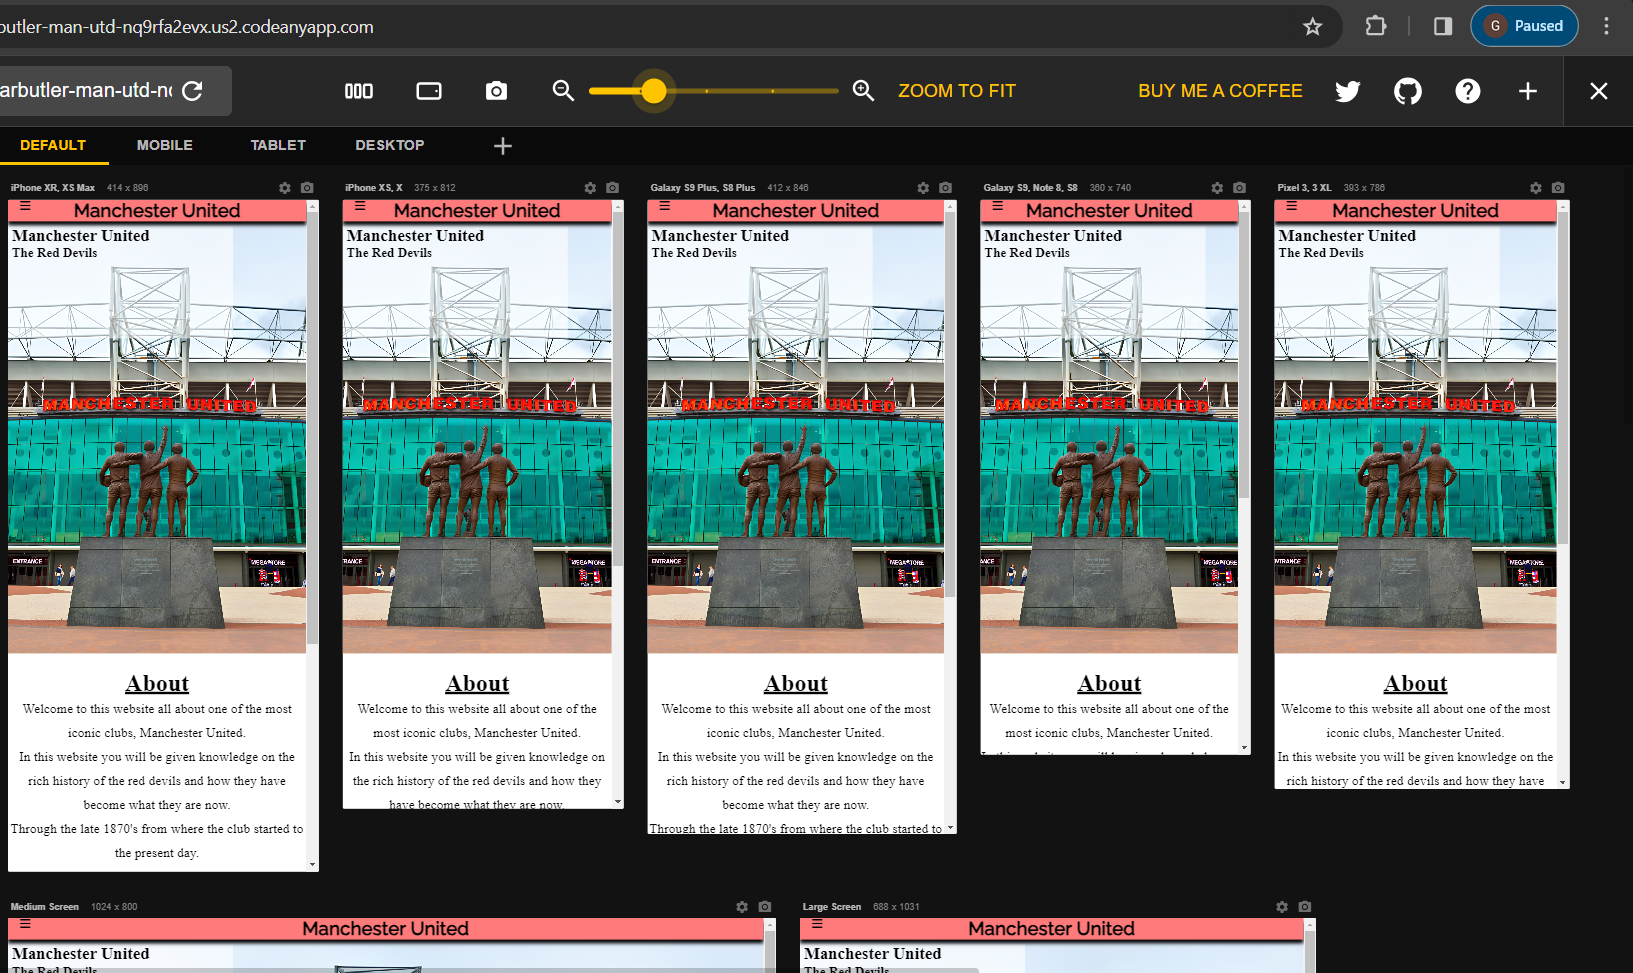 outler-man-utd-nq9rfa2evx.us2.codeanyapp.com
G Paused
arbutler-man-utd-nq
ZOOM TO FIT
BUY ME A COFFEE
DEFAULT
MOBILE
TABLET
DESKTOP
iPhone XR, XS Max 414 x 896
Manchester United
Manchester United
The Red Devils
MANCHESTER UNITED
ENTRANCE
MEGASTORE
About
Welcome to this website all about one of the most
iconic clubs, Manchester United.
In this website you will be given knowledge on the
rich history of the red devils and how they have
become what they are now.
Through the late 1870's from where the club started to
the present day.
iPhone XS, X 375 x 812
Manchester United
Manchester United
The Red Devils
MANCHESTER UNITED
ENTRANCE
MEGASTORE
About
Welcome to this website all about one of the
most iconic clubs, Manchester United.
In this website you will be given knowledge on
the rich history of the red devils and how they
have become what they are now.
Galaxy S9 Plus, S8 Plus 412 x 846
Manchester United
Manchester United
The Red Devils
MANCHESTER UNITED
ENTRANCE
MEGASTORE
About
Welcome to this website all about one of the most
iconic clubs, Manchester United.
In this website you will be given knowledge on the
rich history of the red devils and how they have
become what they are now.
Through the late 1870's from where the club started to
Galaxy S9, Note 8, S8 360 x 740
Manchester United
Manchester United
The Red Devils
MANCHESTER UNITED
ENTRANCE
MEGASTORE
About
Welcome to this website all about one of the
most iconic clubs, Manchester United.
Pixel 3, 3 XL 393 x 786
Manchester United
Manchester United
The Red Devils
MANCHESTER UNITED
ENTRANCE
MEGASTORE
About
Welcome to this website all about one of the most
iconic clubs, Manchester United.
In this website you will be given knowledge on the
rich history of the red devils and how they have
Medium Screen 1024 x 800
Manchester United
Manchester United
The Red Devils
Large Screen 688 x 1031
Manchester United
Manchester United
The Red Devils